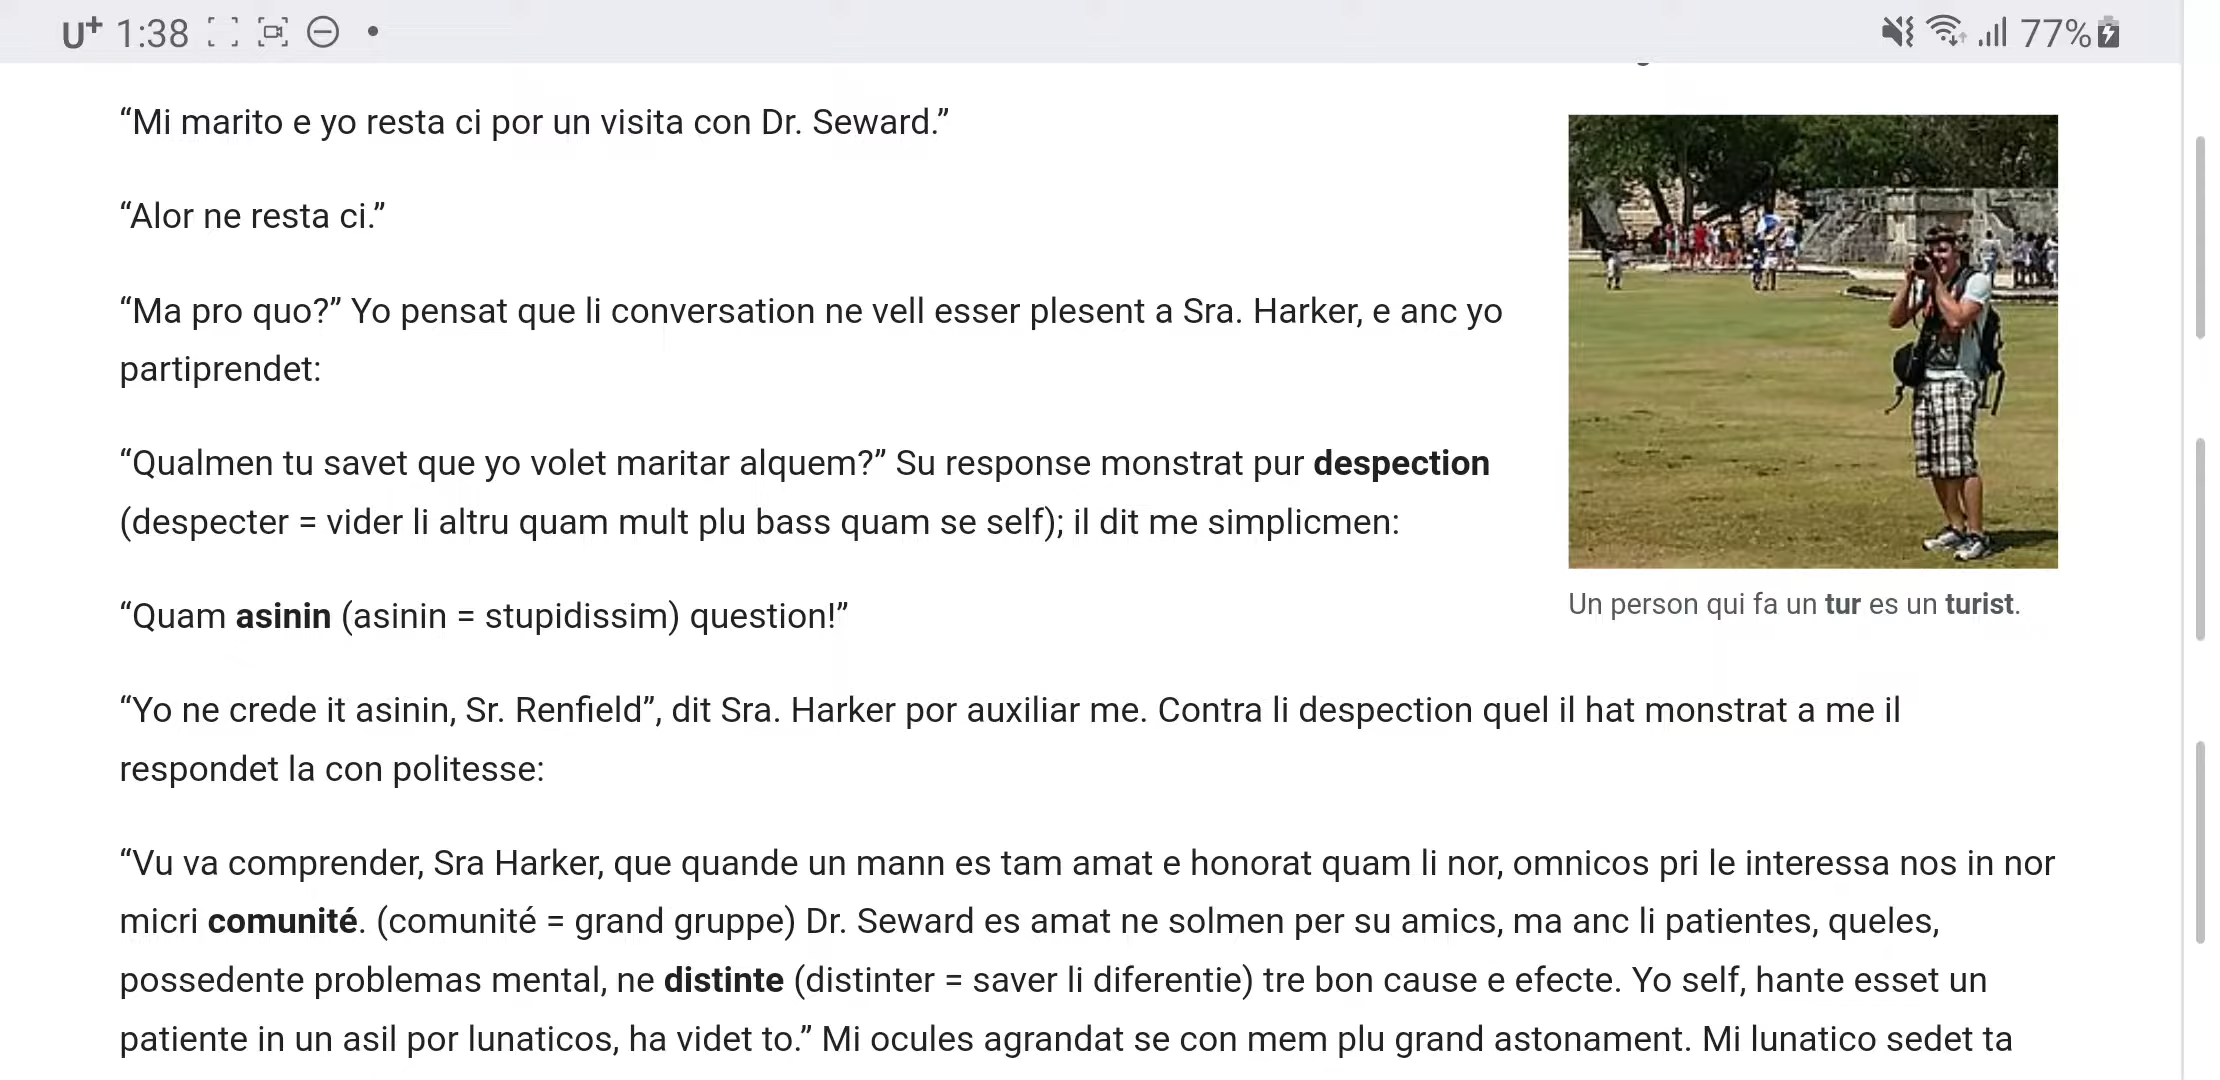 U+ 1:38 77%
“Mi marito e yo resta ci por un visita con Dr. Seward.”
“Alor ne resta ci.”
“Ma pro quo?” Yo pensat que li conversation ne vell esser plesent a Sra. Harker, e anc yo
partiprendet:
“Qualmen tu savet que yo volet maritar alquem?” Su response monstrat pur despection
(despecter = vider li altru quam mult plu bass quam se self); il dit me simplicmen:
“Quam asinin (asinin = stupidissim) question!”
Un person qui fa un tur es un turist.
“Yo ne crede it asinin, Sr. Renfield”, dit Sra. Harker por auxiliar me. Contra li despection quel il hat monstrat a me il
respondet la con politesse:
“Vu va comprender, Sra Harker, que quande un mann es tam amat e honorat quam li nor, omnicos pri le interessa nos in nor
micri comunité. (comunité = grand gruppe) Dr. Seward es amat ne solmen per su amics, ma anc li patientes, queles,
possedente problemas mental, ne distinte (distinter = saver li diferentie) tre bon cause e efecte. Yo self, hante esset un
patiente in un asil por lunaticos, ha videt to.” Mi ocules agrandat se con mem plu grand astonament. Mi lunatico sedet ta